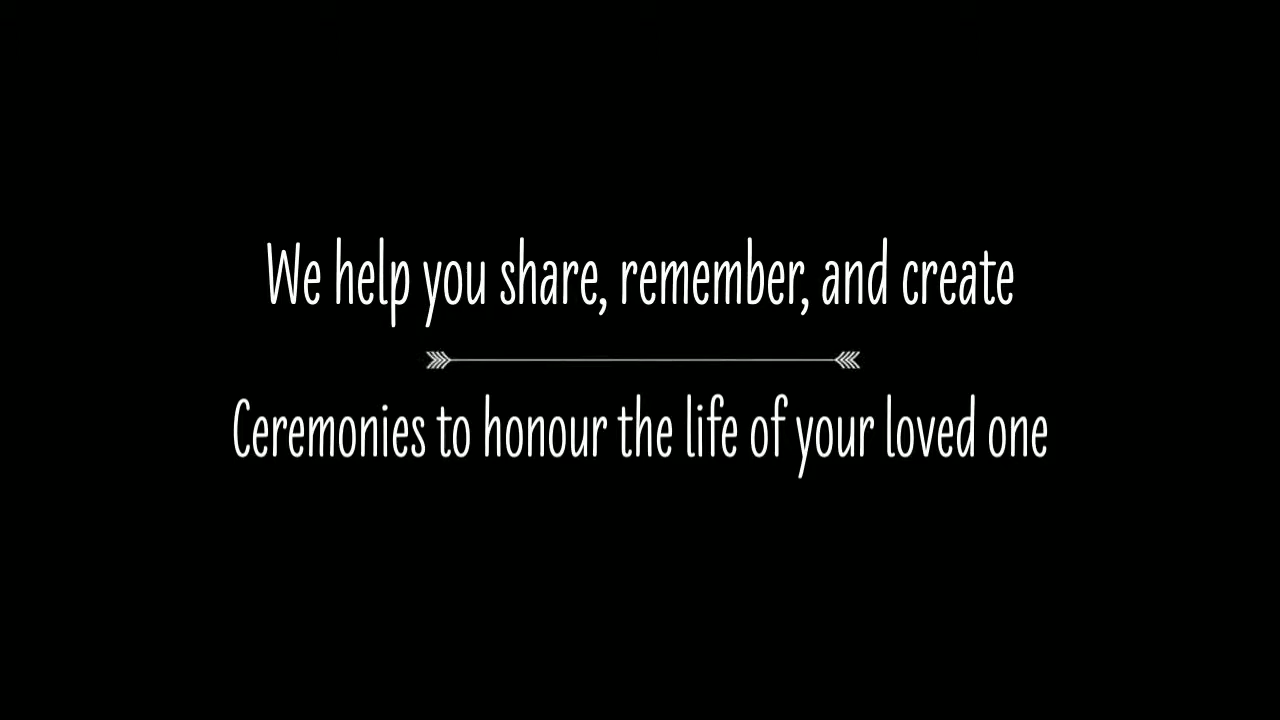 We help you share, remember, and create
Ceremonies to honour the life of your loved one